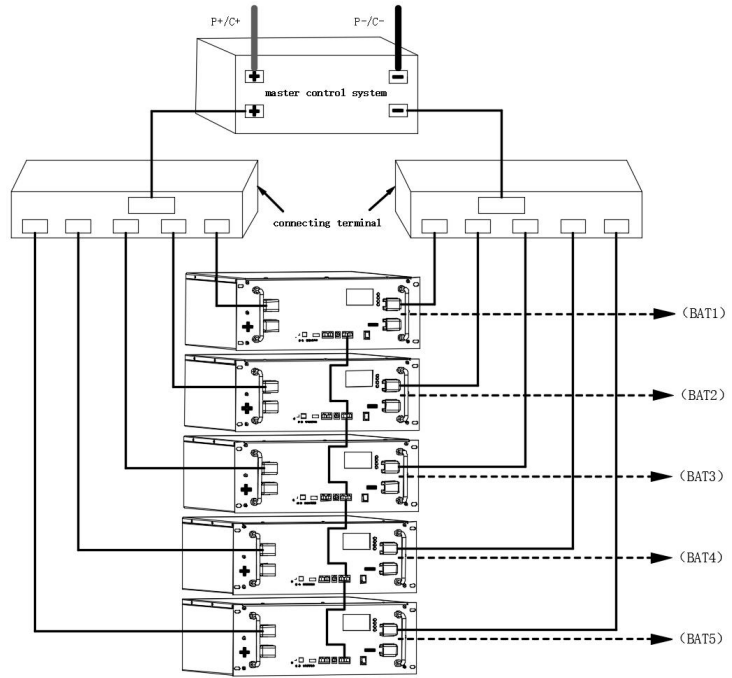 P+/C+
P-/C-
master control system
connecting terminal
(BAT1)
(BAT2)
(BAT3)
(BAT4)
(BAT5)